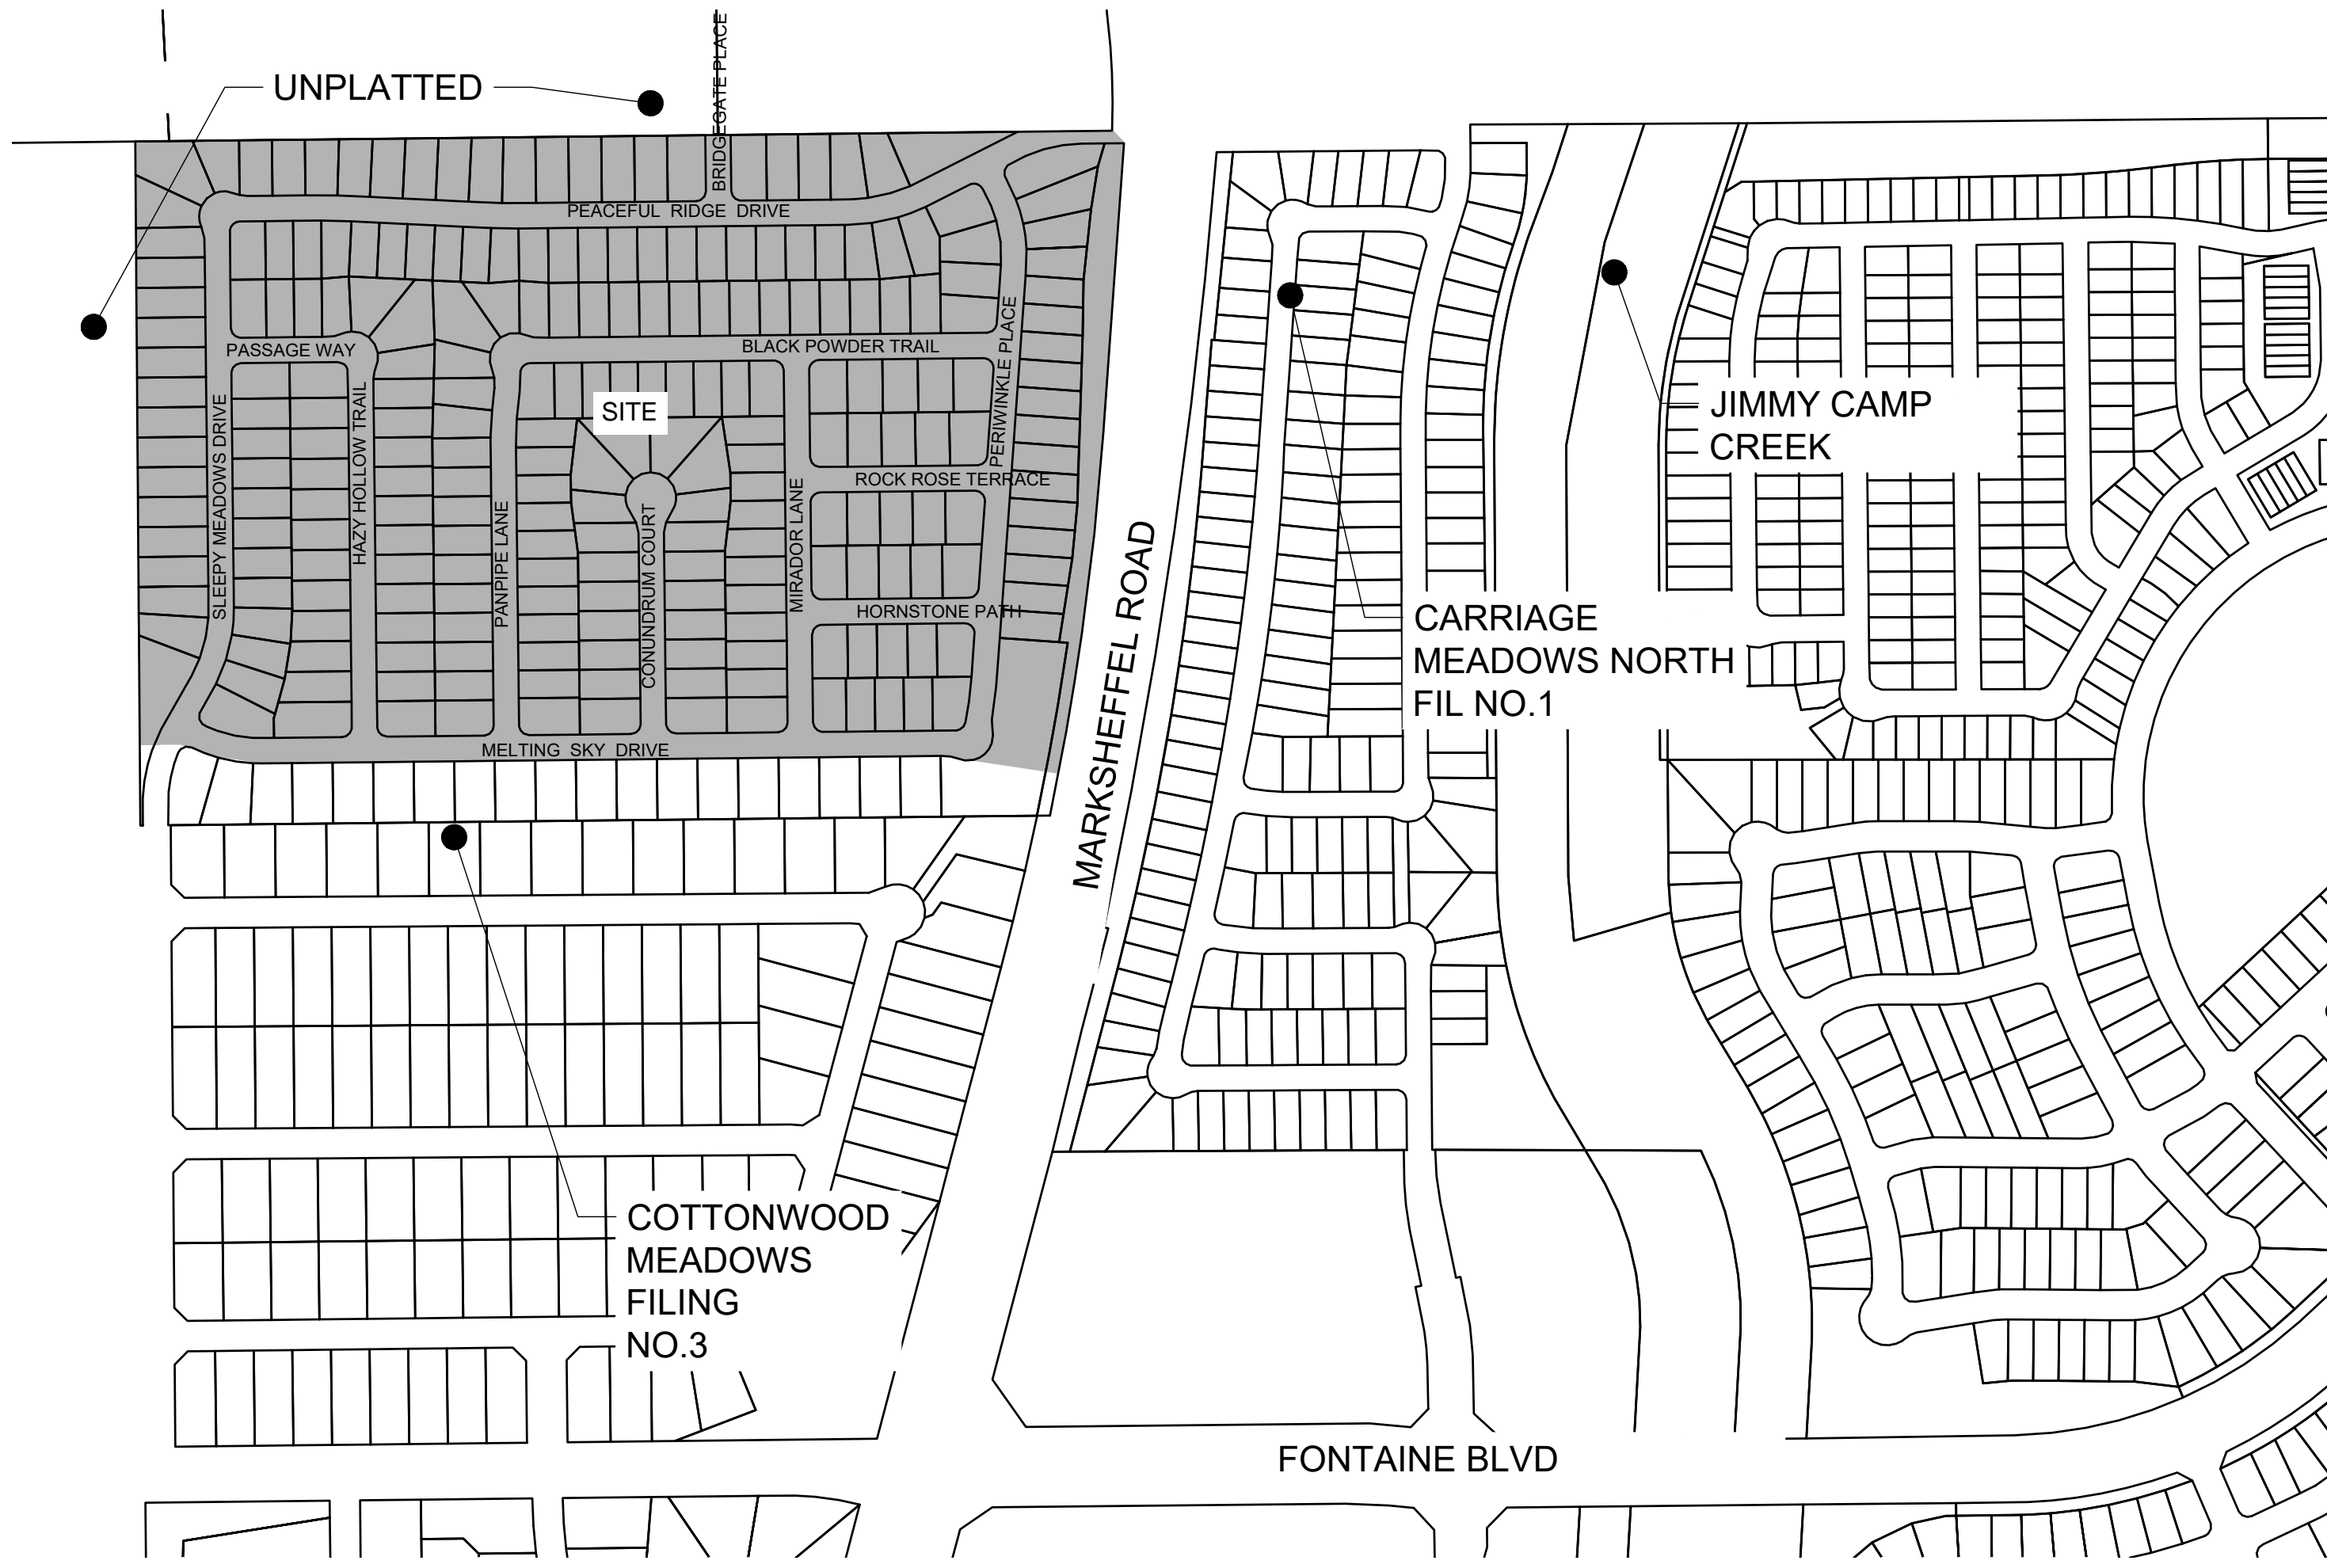 BRIDGEGATE PLACE
UNPLATTED
PEACEFUL RIDGE DRIVE
PASSAGE WAY
BLACK POWDER TRAIL
PERIWINKLE PLACE
SLEEPY MEADOWS DRIVE
HAZY HOLLOW TRAIL
SITE
JIMMY CAMP
CREEK
ROCK ROSE TERRACE
PANPIPE LANE
CONUNDRUM COURT
MIRADOR LANE
HORNSTONE PATH
MARKSHEFFEL ROAD
CARRIAGE
MEADOWS NORTH
FIL NO.1
MELTING SKY DRIVE
COTTONWOOD
MEADOWS
FILING
NO.3
FONTAINE BLVD